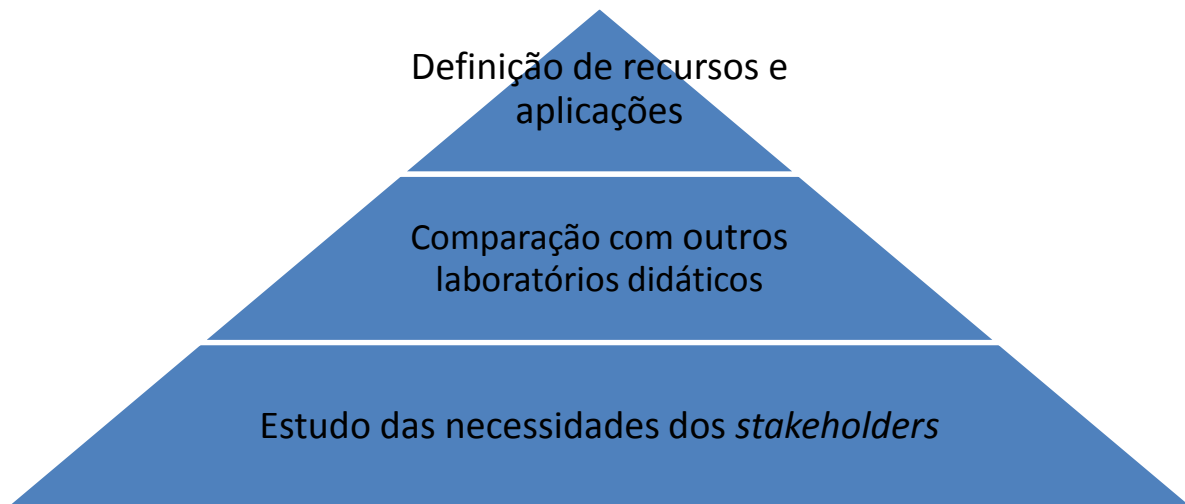 Definição de recursos e
aplicações
Comparação com outros
laboratórios didáticos
Estudo das necessidades dos stakeholders